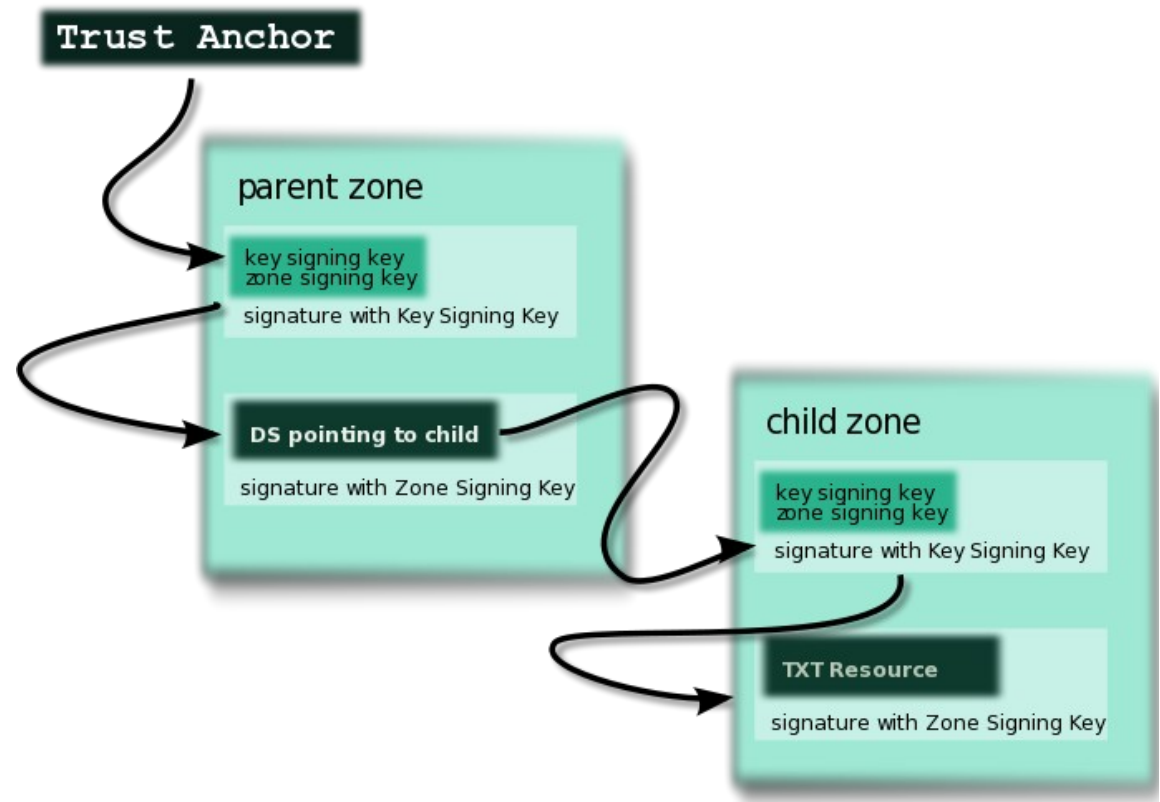 Trust Anchor
parent zone
key signing key
zone signing key
signature with Key Signing Key
DS pointing to child
signature with Zone Signing Key
child zone
key signing key
zone signing key
signature with Key Signing Key
TXT Resource
signature with Zone Signing Key